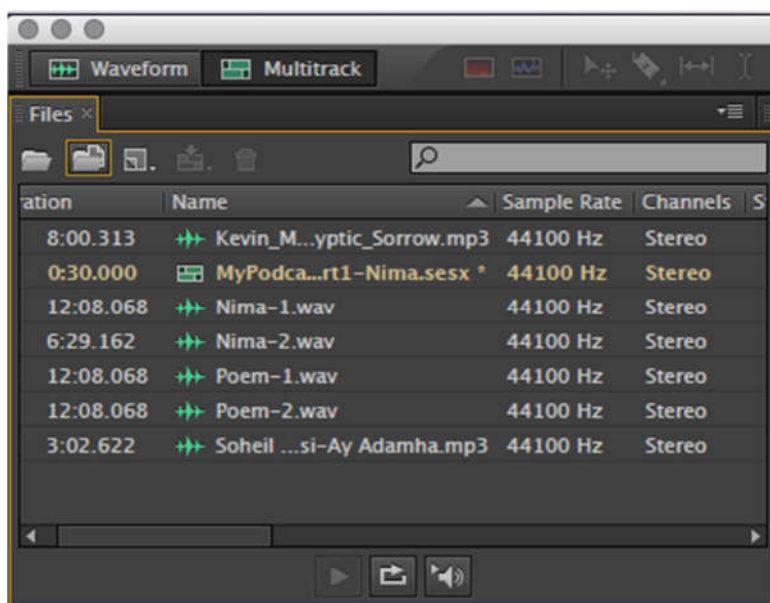 Waveform Multitrack
Files ×
ation Name Sample Rate Channels S
8:00.313 Kevin_M...yptic_Sorrow.mp3 44100 Hz Stereo
0:30.000 MyPodca...rt1-Nima.sesx * 44100 Hz Stereo
12:08.068 Nima-1.wav 44100 Hz Stereo
6:29.162 Nima-2.wav 44100 Hz Stereo
12:08.068 Poem-1.wav 44100 Hz Stereo
12:08.068 Poem-2.wav 44100 Hz Stereo
3:02.622 Soheil ...si-Ay Adamha.mp3 44100 Hz Stereo